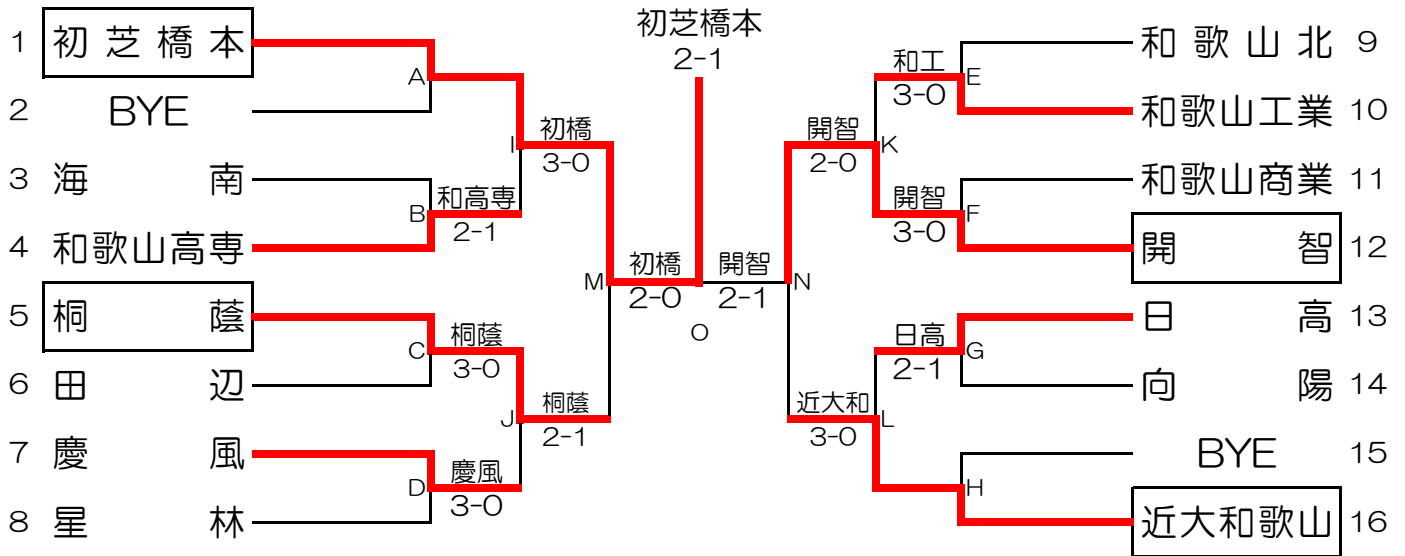 初芝橋本
2-1
1 初芝橋本
A
2 BYE
I
初橋
3-0
3 海南
B
和高専
2-1
4 和歌山高専
M
初橋
2-0
5 桐蔭
C
桐蔭
3-0
6 田辺
J
桐蔭
2-1
7 慶風
D
慶風
3-0
8 星林
O
開智
2-1
N
和工
3-0
E
和歌山北 9
和歌山工業 10
開智
2-0
K
和歌山商業 11
開智
3-0
F
開智 12
日高 13
日高
2-1
G
向陽 14
近大和
3-0
L
BYE 15
H
近大和歌山 16